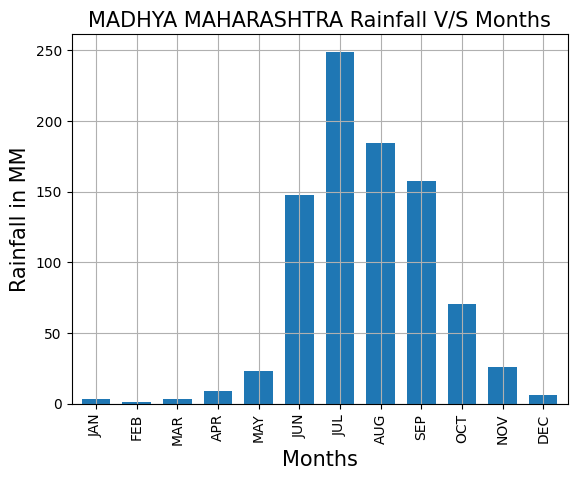 MADHYA MAHARASHTRA Rainfall V/S Months
250
200
150
100
50
0
Rainfall in MM
JAN FEB MAR APR MAY JUN JUL AUG SEP OCT NOV DEC
Months